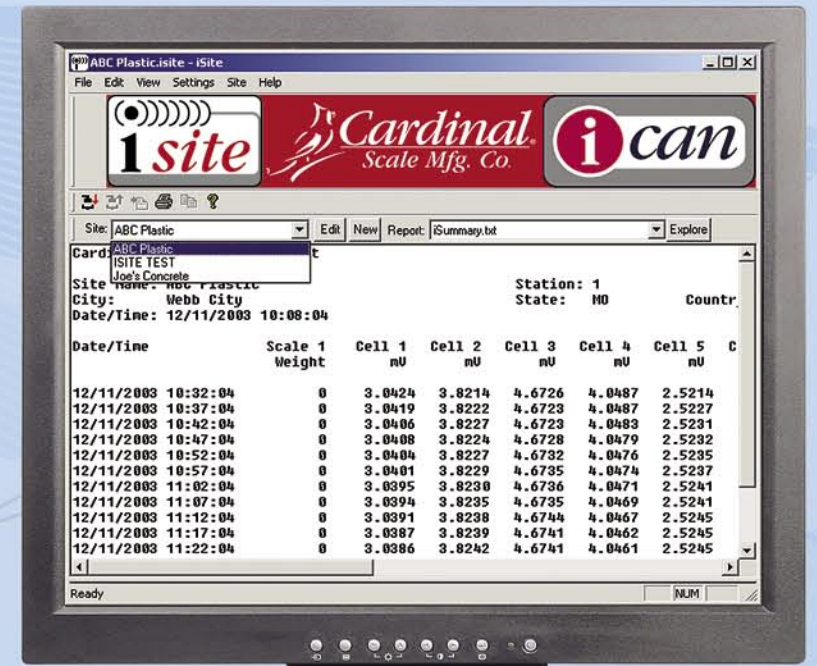 ABC Plastic.isite - iSite
File Edit View Settings Site Help
i site
Cardinal
Scale Mfg. Co.
i can
Site: ABC Plastic Edit New Report: iSummary.txt Explore
ABC Plastic
ISITE TEST
Joe's Concrete
Site Name: ABC Plastic Station: 1
City: Webb City State: MO Countr
Date/Time: 12/11/2003 10:08:04
Date/Time Scale 1 Cell 1 Cell 2 Cell 3 Cell 4 Cell 5 C
Weight mV mV mV mV mV
12/11/2003 10:32:04 0 3.0424 3.8214 4.6726 4.0487 2.5214
12/11/2003 10:37:04 0 3.0419 3.8222 4.6723 4.0487 2.5227
12/11/2003 10:42:04 0 3.0406 3.8227 4.6723 4.0483 2.5231
12/11/2003 10:47:04 0 3.0408 3.8224 4.6728 4.0479 2.5232
12/11/2003 10:52:04 0 3.0404 3.8227 4.6732 4.0476 2.5235
12/11/2003 10:57:04 0 3.0401 3.8229 4.6735 4.0474 2.5237
12/11/2003 11:02:04 0 3.0395 3.8230 4.6736 4.0471 2.5241
12/11/2003 11:07:04 0 3.0394 3.8235 4.6735 4.0469 2.5241
12/11/2003 11:12:04 0 3.0391 3.8238 4.6744 4.0467 2.5245
12/11/2003 11:17:04 0 3.0387 3.8239 4.6741 4.0462 2.5245
12/11/2003 11:22:04 0 3.0386 3.8242 4.6741 4.0461 2.5245
Ready NUM